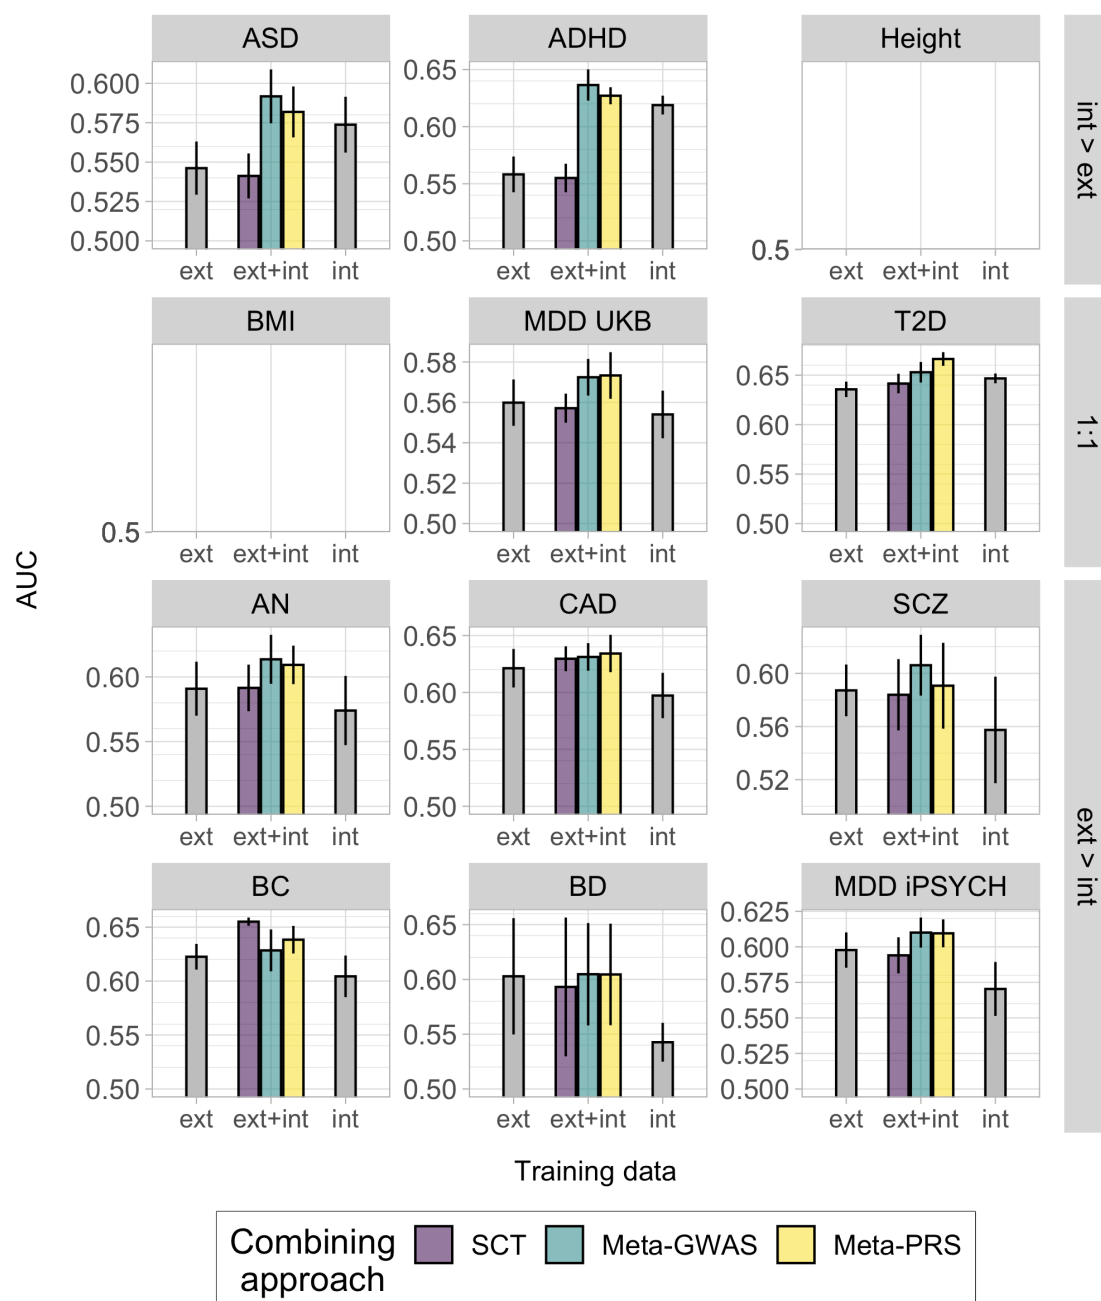 ASD
ADHD
Height
0.600
0.575
0.550
0.525
0.500
ext ext+int int
0.65
0.60
0.55
0.50
ext ext+int int
0.5
ext ext+int int
int > ext
BMI
MDD UKB
T2D
0.5
ext ext+int int
0.58
0.56
0.54
0.52
0.50
ext ext+int int
0.65
0.60
0.55
0.50
ext ext+int int
1:1
AUC
AN
CAD
SCZ
0.60
0.55
0.50
ext ext+int int
0.65
0.60
0.55
0.50
ext ext+int int
0.60
0.56
0.52
ext ext+int int
ext > int
BC
BD
MDD iPSYCH
0.65
0.60
0.55
0.50
ext ext+int int
0.65
0.60
0.55
0.50
ext ext+int int
0.625
0.600
0.575
0.550
0.525
0.500
ext ext+int int
Training data
Combining
approach
SCT Meta-GWAS Meta-PRS